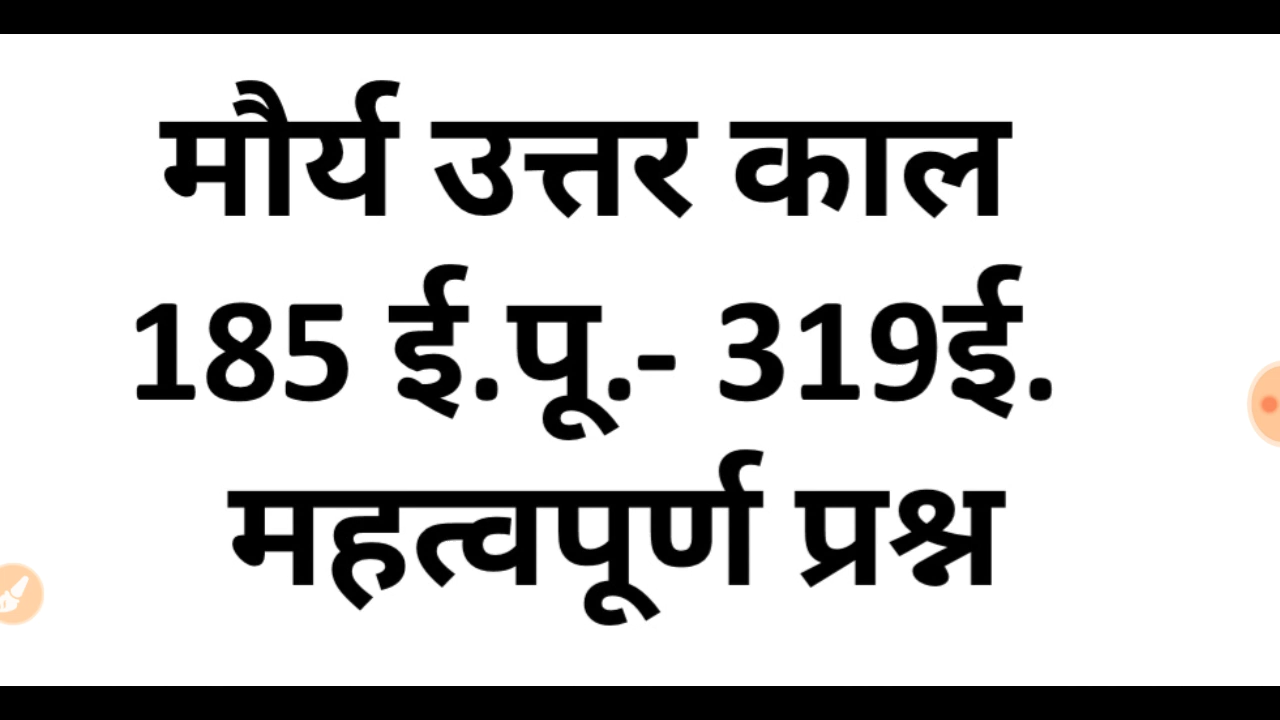 मौर्य उत्तर काल
185 ई.पू.- 319ई.
महत्वपूर्ण प्रश्न